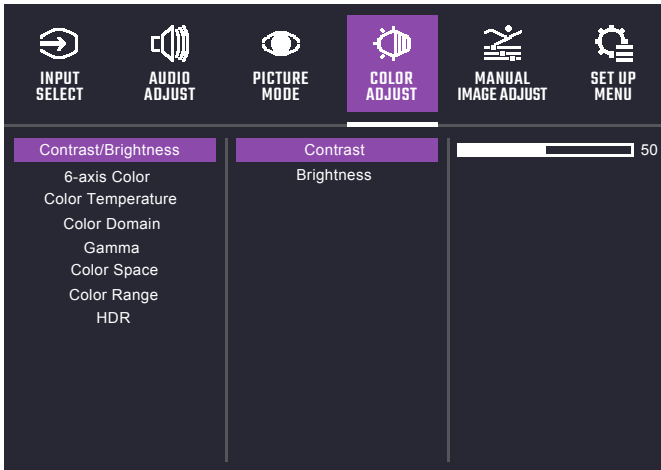 INPUT
SELECT
AUDIO
ADJUST
PICTURE
MODE
COLOR
ADJUST
MANUAL
IMAGE ADJUST
SET UP
MENU
Contrast/Brightness
6-axis Color
Color Temperature
Color Domain
Gamma
Color Space
Color Range
HDR
Contrast
Brightness
50